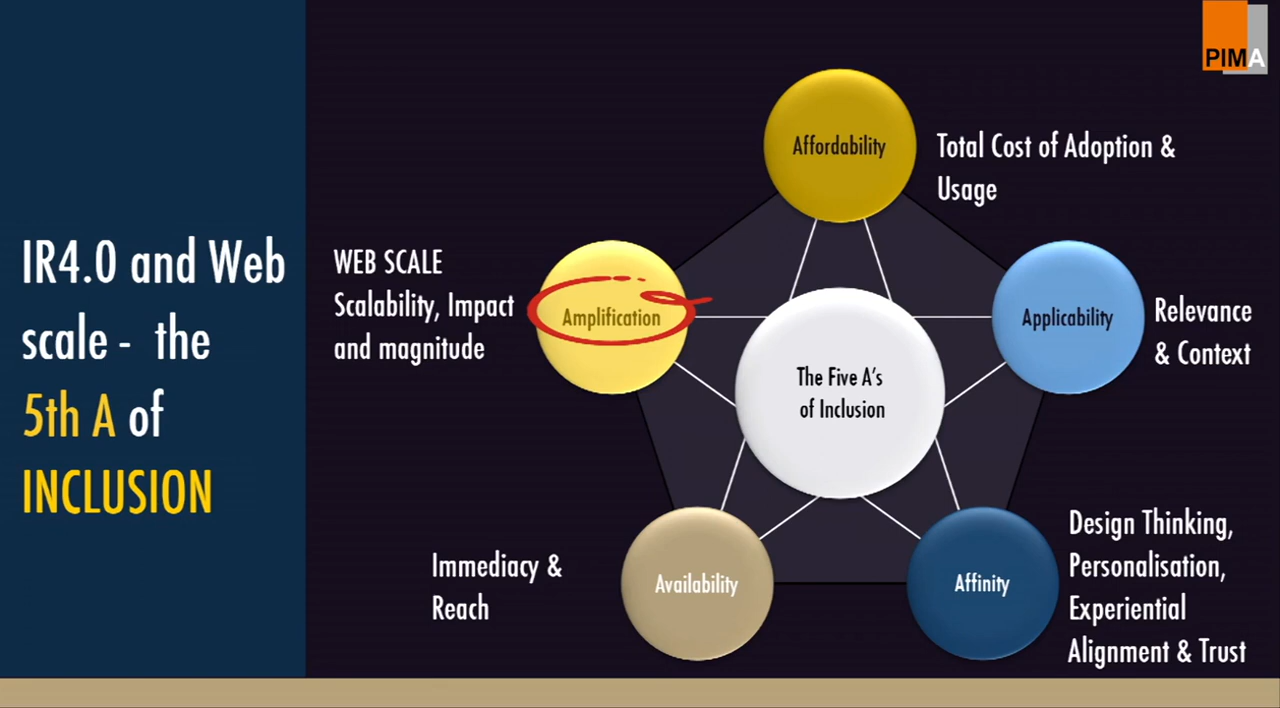 IR4.0 and Web
scale - the
5th A of
INCLUSION
PIMA
Affordability
Total Cost of Adoption &
Usage
WEB SCALE
Scalability, Impact
and magnitude
Amplification
Applicability
Relevance
& Context
The Five A's
of Inclusion
Immediacy &
Reach
Availability
Affinity
Design Thinking,
Personalisation,
Experiential
Alignment & Trust